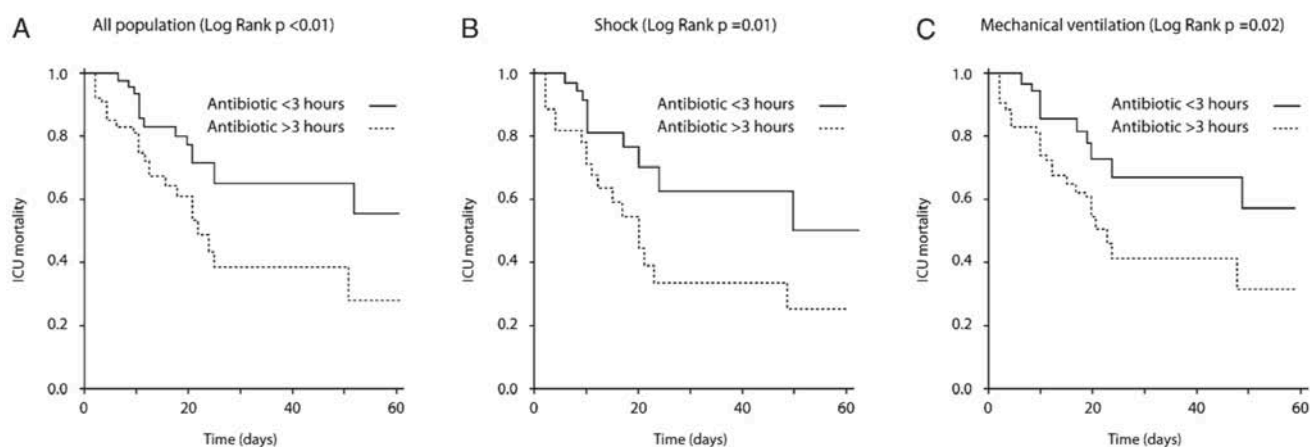 A
All population (Log Rank p <0.01)
1.0
0.8
0.6
0.4
0.2
0.0
ICU mortality
Antibiotic <3 hours
Antibiotic >3 hours
0
20
40
60
Time (days)
B
Shock (Log Rank p =0.01)
1.0
0.8
0.6
0.4
0.2
0.0
ICU mortality
Antibiotic <3 hours
Antibiotic >3 hours
0
20
40
60
Time (days)
C
Mechanical ventilation (Log Rank p =0.02)
1.0
0.8
0.6
0.4
0.2
0.0
ICU mortality
Antibiotic <3 hours
Antibiotic >3 hours
0
20
40
60
Time (days)